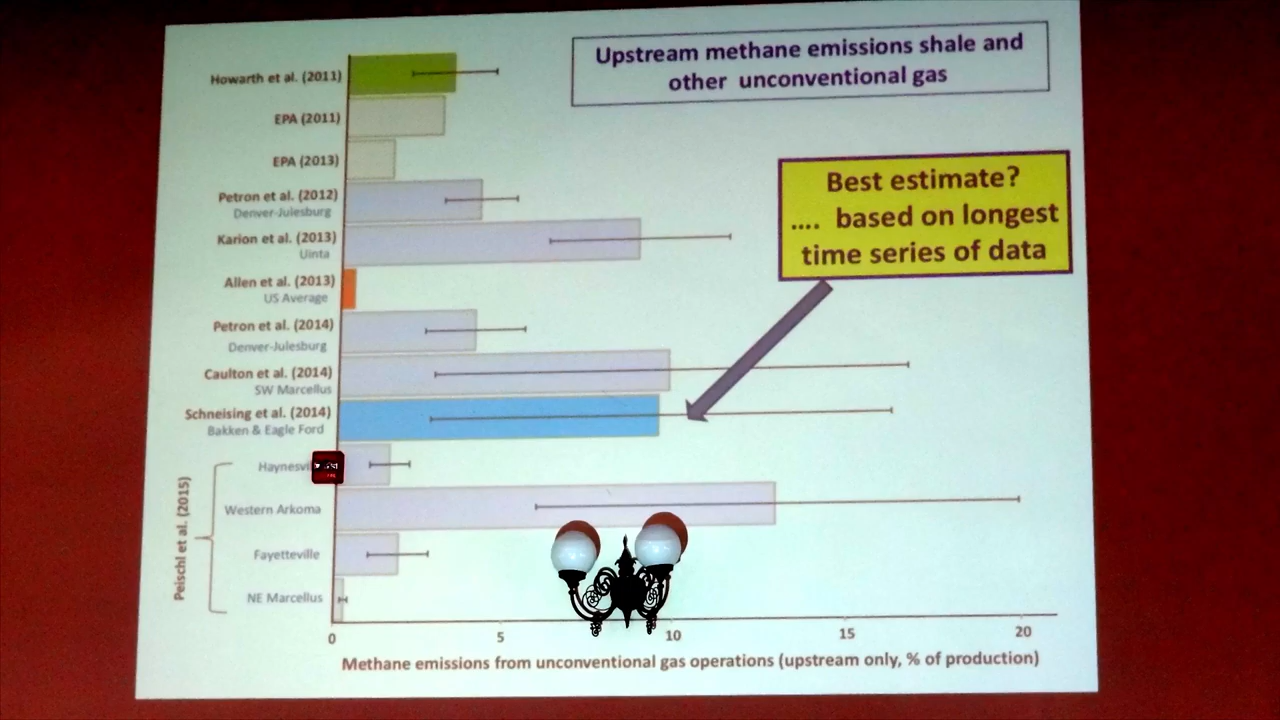 Upstream methane emissions shale and
other unconventional gas
Howarth et al. (2011)
EPA (2011)
EPA (2013)
Petron et al. (2012)
Denver-Julesburg
Karion et al. (2013)
Uinta
Allen et al. (2013)
US Average
Petron et al. (2014)
Denver-Julesburg
Caulton et al. (2014)
SW Marcellus
Schneising et al. (2014)
Bakken & Eagle Ford
Best estimate?
.... based on longest
time series of data
Peischl et al. (2015)
Western Arkoma
Fayetteville
NE Marcellus
0 5 10 15 20
Methane emissions from unconventional gas operations (upstream only, % of production)